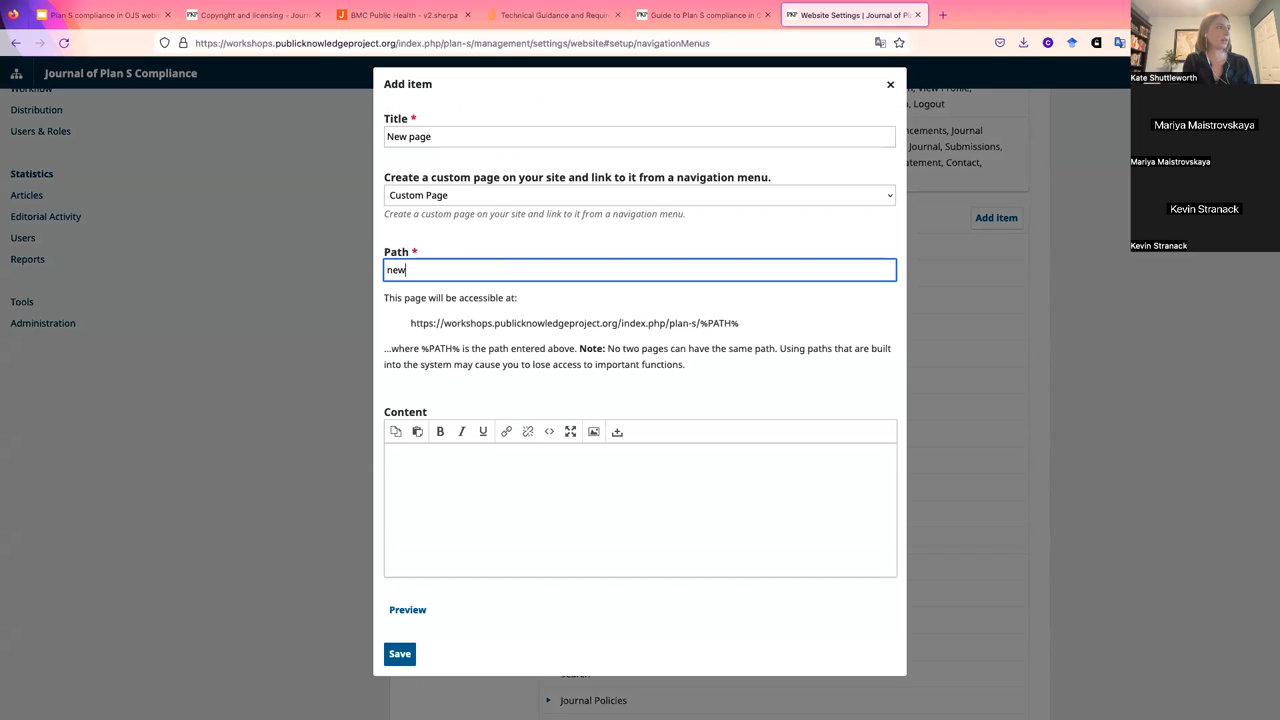 Plan S compliance in OJS webi
Copyright and licensing - Journ
BMC Public Health - v2.sherpa
Technical Guidance and Requir
Guide to Plan S compliance in O
Website Settings | Journal of Pl
https://workshops.publicknowledgeproject.org/index.php/plan-s/management/settings/website#setup/navigationMenus
Journal of Plan S Compliance
Workflow
Distribution
Users & Roles
Statistics
Articles
Editorial Activity
Users
Reports
Tools
Administration
Add item
Title *
New page
Create a custom page on your site and link to it from a navigation menu.
Custom Page
Create a custom page on your site and link to it from a navigation menu.
Path *
new
This page will be accessible at:
https://workshops.publicknowledgeproject.org/index.php/plan-s/%PATH%
...where %PATH% is the path entered above. Note: No two pages can have the same path. Using paths that are built
into the system may cause you to lose access to important functions.
Content
B I U
Preview
Save
, View Profile,
, Logout
ncements, Journal
Journal, Submissions,
atement, Contact,
Add item
Search
Journal Policies
Kate Shuttleworth
Mariya Maistrovskaya
Mariya Maistrovskaya
Kevin Stranack
Kevin Stranack